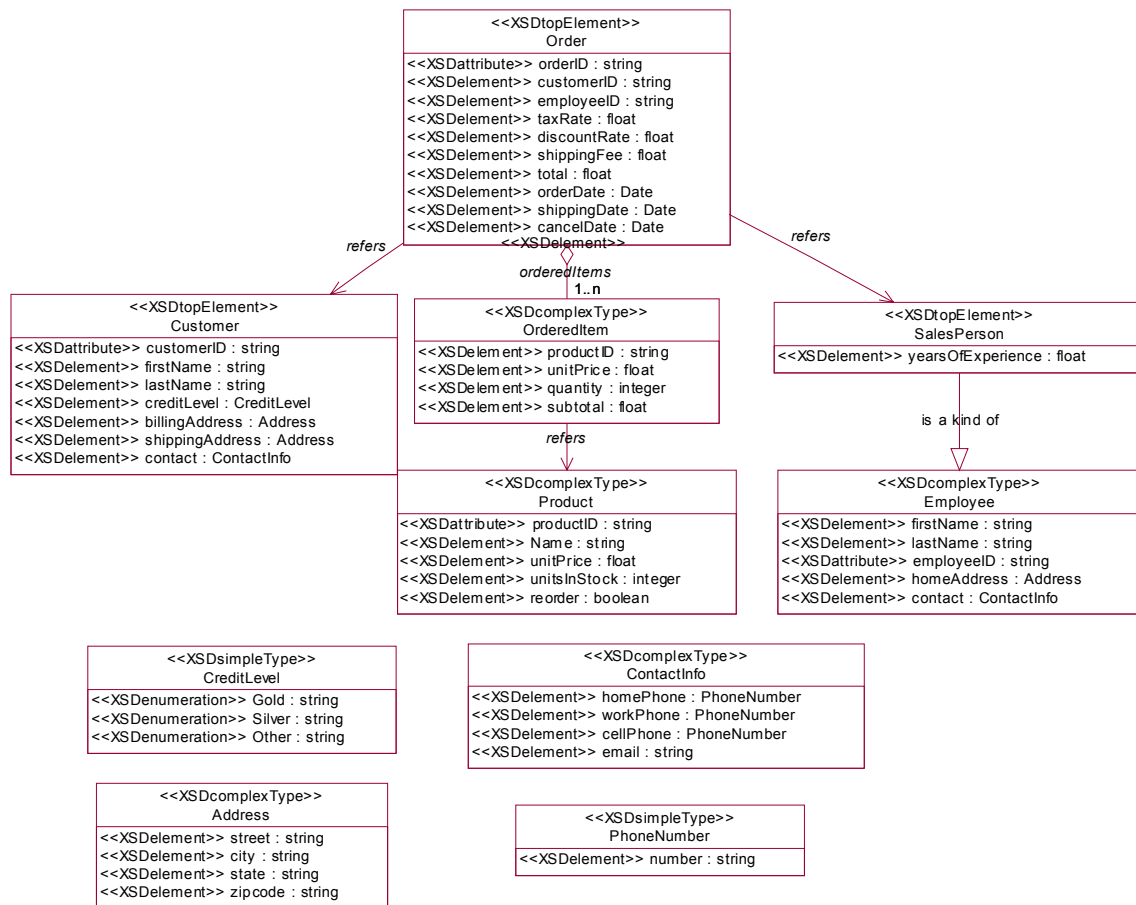 <<XSDtopElement>>
Order
<<XSDattribute>> orderID : string
<<XSDelement>> customerID : string
<<XSDelement>> employeeID : string
<<XSDelement>> taxRate : float
<<XSDelement>> discountRate : float
<<XSDelement>> shippingFee : float
<<XSDelement>> total : float
<<XSDelement>> orderDate : Date
<<XSDelement>> shippingDate : Date
<<XSDelement>> cancelDate : Date
<<XSDelement>>
refers
orderedItems
1..n
refers
<<XSDtopElement>>
Customer
<<XSDattribute>> customerID : string
<<XSDelement>> firstName : string
<<XSDelement>> lastName : string
<<XSDelement>> creditLevel : CreditLevel
<<XSDelement>> billingAddress : Address
<<XSDelement>> shippingAddress : Address
<<XSDelement>> contact : ContactInfo
<<XSDcomplexType>>
OrderedItem
<<XSDelement>> productID : string
<<XSDelement>> unitPrice : float
<<XSDelement>> quantity : integer
<<XSDelement>> subtotal : float
refers
<<XSDtopElement>>
SalesPerson
<<XSDelement>> yearsOfExperience : float
is a kind of
<<XSDcomplexType>>
Product
<<XSDattribute>> productID : string
<<XSDelement>> Name : string
<<XSDelement>> unitPrice : float
<<XSDelement>> unitsInStock : integer
<<XSDelement>> reorder : boolean
<<XSDcomplexType>>
Employee
<<XSDelement>> firstName : string
<<XSDelement>> lastName : string
<<XSDattribute>> employeeID : string
<<XSDelement>> homeAddress : Address
<<XSDelement>> contact : ContactInfo
<<XSDsimpleType>>
CreditLevel
<<XSDenumeration>> Gold : string
<<XSDenumeration>> Silver : string
<<XSDenumeration>> Other : string
<<XSDcomplexType>>
ContactInfo
<<XSDelement>> homePhone : PhoneNumber
<<XSDelement>> workPhone : PhoneNumber
<<XSDelement>> cellPhone : PhoneNumber
<<XSDelement>> email : string
<<XSDcomplexType>>
Address
<<XSDelement>> street : string
<<XSDelement>> city : string
<<XSDelement>> state : string
<<XSDelement>> zipcode : string
<<XSDsimpleType>>
PhoneNumber
<<XSDelement>> number : string